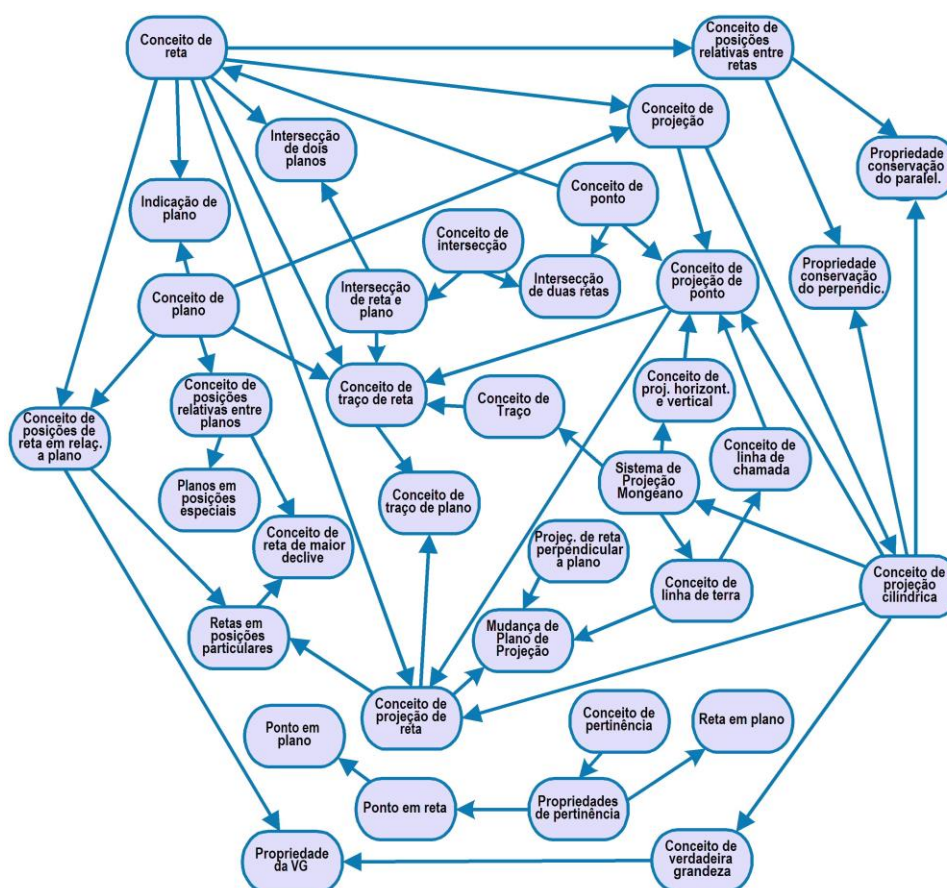 Conceito de
reta
Conceito de
posições
relativas entre
retas
Conceito de
projeção
Intersecção
de dois
planos
Propriedade
conservação
do paralel.
Indicação de
plano
Conceito de
ponto
Conceito de
intersecção
Conceito de
plano
Intersecção
de reta e
plano
Intersecção
de duas retas
Conceito de
projeção de
ponto
Propriedade
conservação
do perpendic.
Conceito de
posições
relativas entre
planos
Conceito de
traço de reta
Conceito de
Traço
Conceito de
proj. horizont.
e vertical
Conceito de
posições de
reta em relaç.
a plano
Conceito de
linha de
chamada
Planos em
posições
especiais
Conceito de
traço de plano
Sistema de
Projeção
Mongeano
Conceito de
reta de maior
declive
Projeç. de reta
perpendicular
a plano
Conceito de
linha de terra
Conceito de
projeção
cilíndrica
Retas em
posições
particulares
Mudança de
Plano de
Projeção
Conceito de
projeção de
reta
Ponto em
plano
Conceito de
pertinência
Reta em plano
Ponto em reta
Propriedades
de pertinência
Propriedade
da VG
Conceito de
verdadeira
grandeza